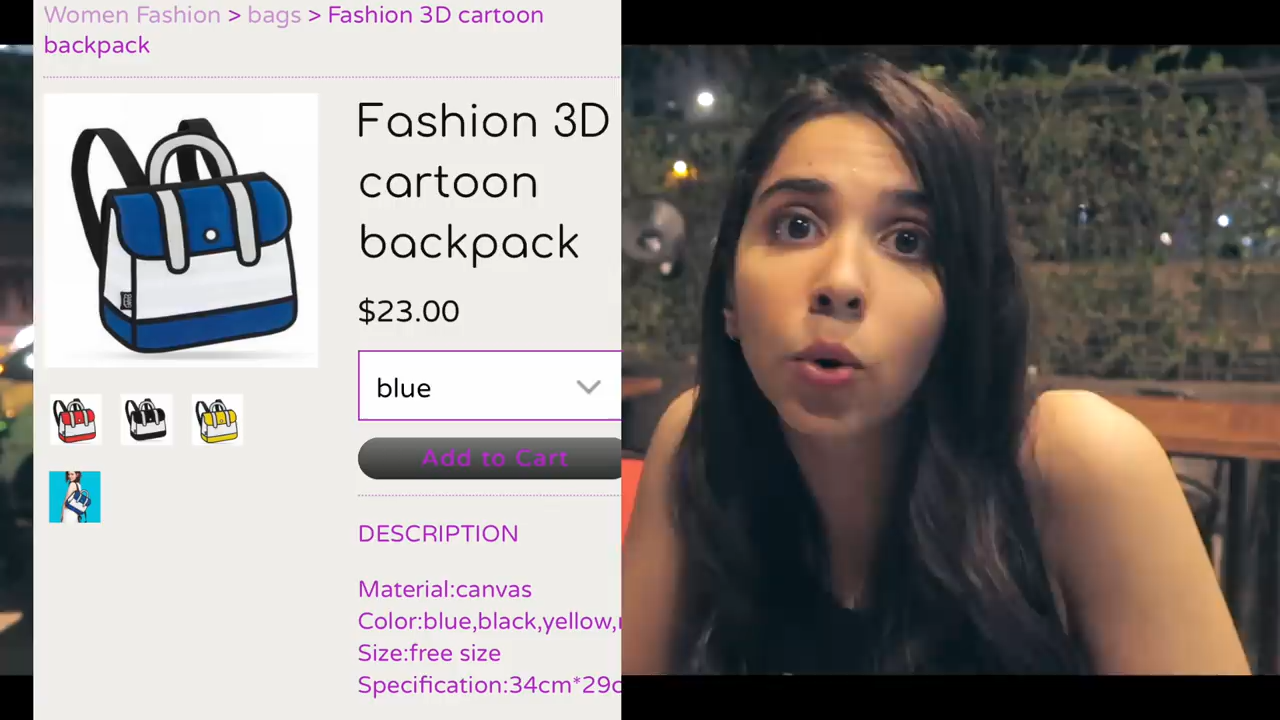 Women Fashion > bags > Fashion 3D cartoon
backpack
Fashion 3D
cartoon
backpack
$23.00
blue
Add to Cart
DESCRIPTION
Material:canvas
Color:blue,black,yellow,
Size:free size
Specification:34cm*29c